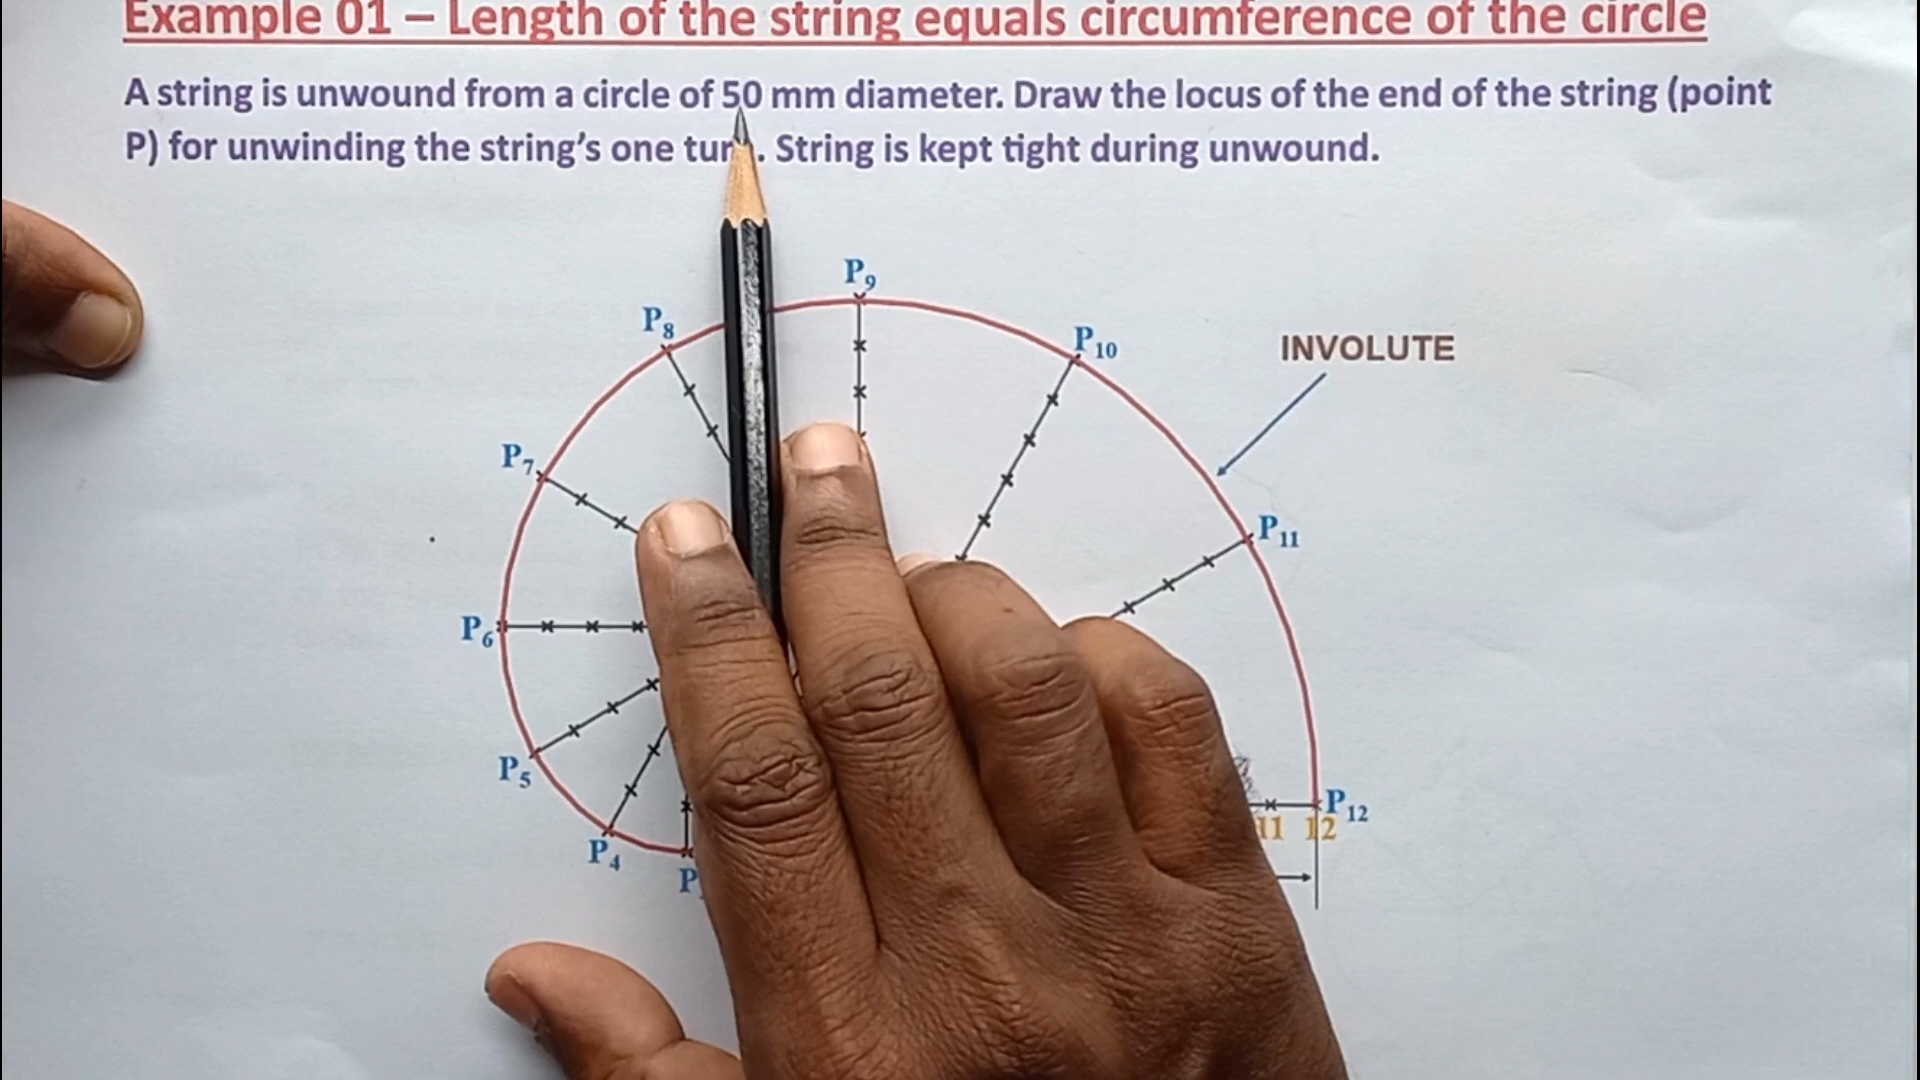 Example 01 – Length of the string equals circumference of the circle
A string is unwound from a circle of 50 mm diameter. Draw the locus of the end of the string (point
P) for unwinding the string's one . String is kept tight during unwound.
P9
P8
P10
INVOLUTE
P7
P11
P6
P5
P12
11 12
P4
P